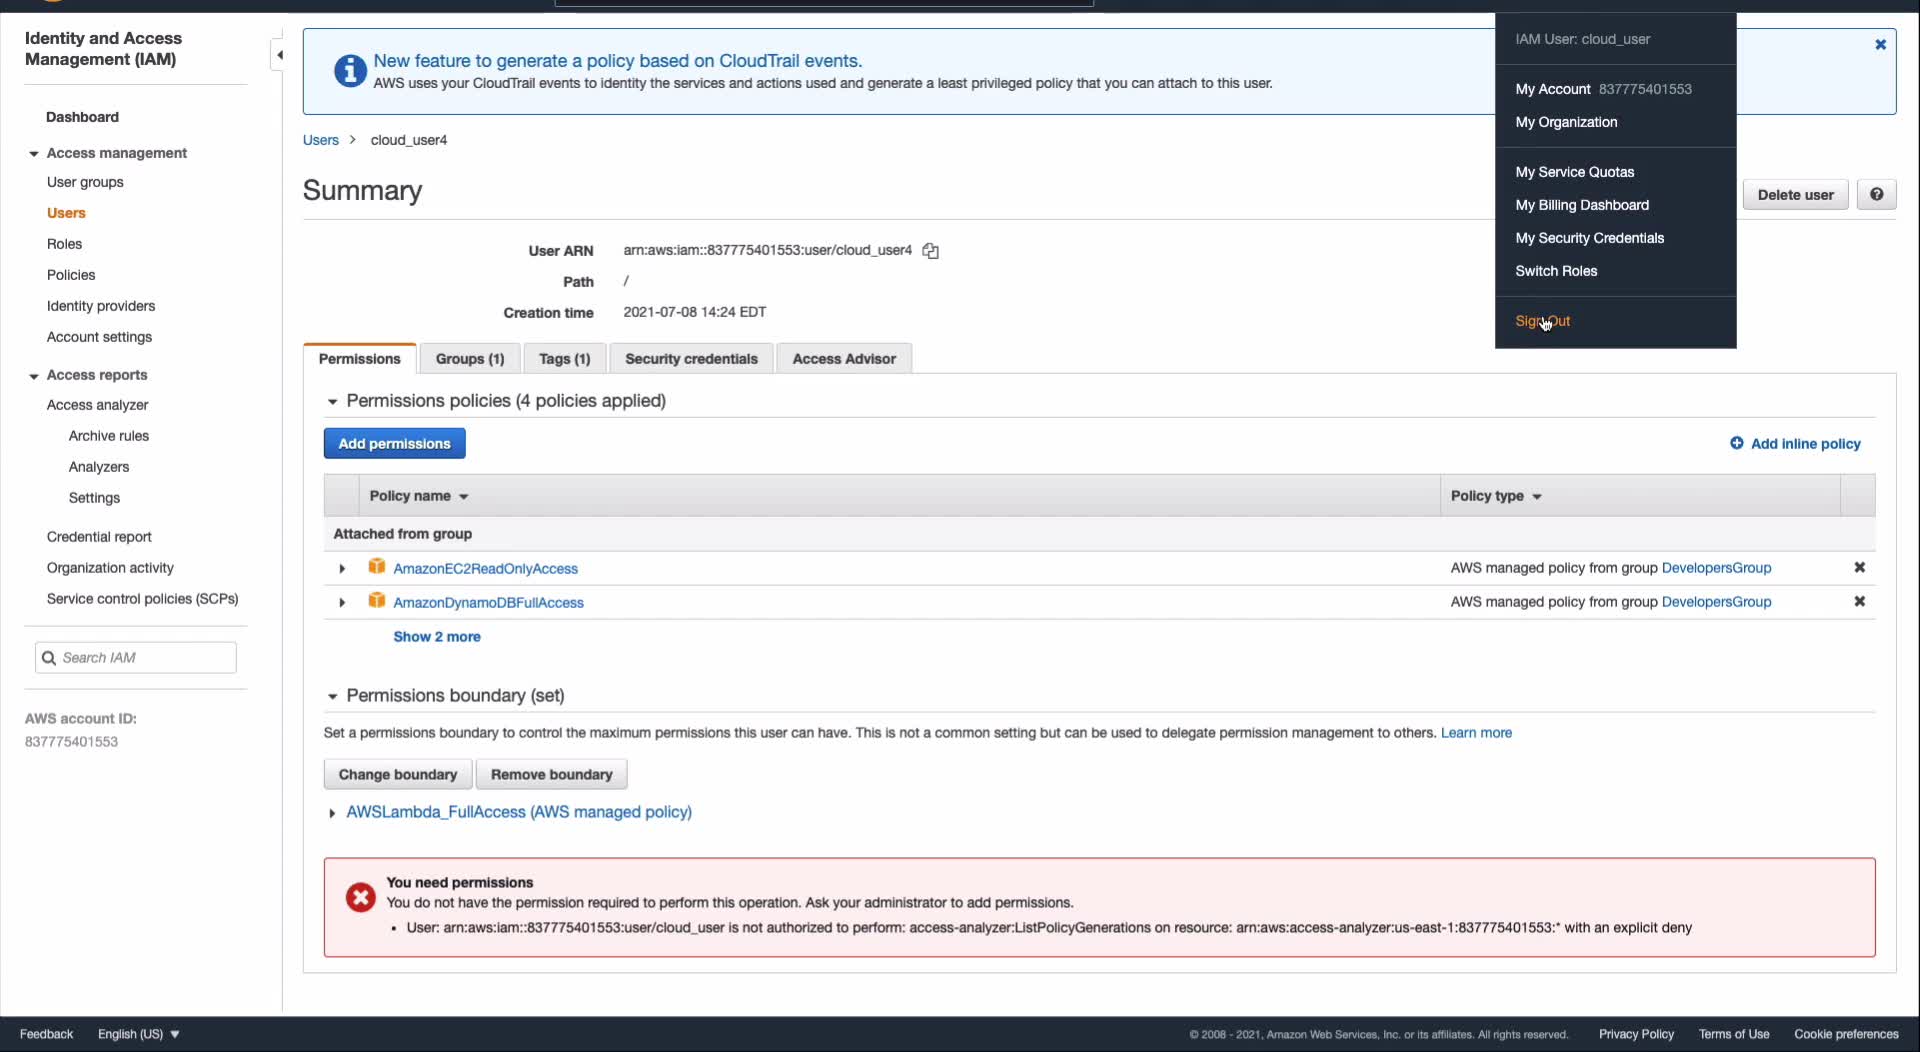 Identity and Access
Management (IAM)
Dashboard
Access management
User groups
Users
Roles
Policies
Identity providers
Account settings
Access reports
Access analyzer
Archive rules
Analyzers
Settings
Credential report
Organization activity
Service control policies (SCPs)
Search IAM
AWS account ID:
837775401553
New feature to generate a policy based on CloudTrail events.
AWS uses your CloudTrail events to identify the services and actions used and generate a least privileged policy that you can attach to this user.
Users > cloud_user4
Summary
Delete user
User ARN arn:aws:iam::837775401553:user/cloud_user4
Path /
Creation time 2021-07-08 14:24 EDT
IAM User: cloud_user
My Account 837775401553
My Organization
My Service Quotas
My Billing Dashboard
My Security Credentials
Switch Roles
Sign Out
Permissions Groups (1) Tags (1) Security credentials Access Advisor
Permissions policies (4 policies applied)
Add permissions
Add inline policy
Policy name Policy type
Attached from group
AmazonEC2ReadOnlyAccess AWS managed policy from group DevelopersGroup
AmazonDynamoDBFullAccess AWS managed policy from group DevelopersGroup
Show 2 more
Permissions boundary (set)
Set a permissions boundary to control the maximum permissions this user can have. This is not a common setting but can be used to delegate permission management to others. Learn more
Change boundary Remove boundary
AWSLambda_FullAccess (AWS managed policy)
You need permissions
You do not have the permission required to perform this operation. Ask your administrator to add permissions.
• User: arn:aws:iam::837775401553:user/cloud_user is not authorized to perform: access-analyzer:ListPolicyGenerations on resource: arn:aws:access-analyzer:us-east-1:837775401553:* with an explicit deny
Feedback English (US) © 2008 - 2021, Amazon Web Services, Inc. or its affiliates. All rights reserved. Privacy Policy Terms of Use Cookie preferences